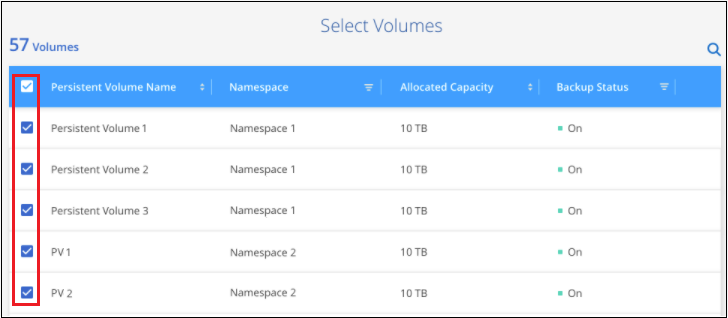 Select Volumes
57 Volumes
Persistent Volume Name Namespace Allocated Capacity Backup Status
Persistent Volume 1 Namespace 1 10 TB On
Persistent Volume 2 Namespace 1 10 TB On
Persistent Volume 3 Namespace 1 10 TB On
PV 1 Namespace 2 10 TB On
PV 2 Namespace 2 10 TB On